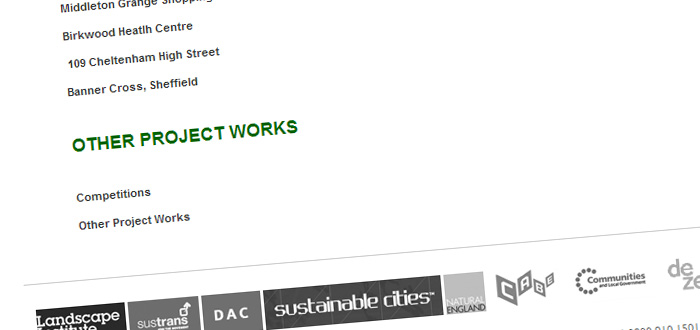 Middleton Grange Shopping
Birkwood Heatlh Centre
109 Cheltenham High Street
Banner Cross, Sheffield
OTHER PROJECT WORKS
Competitions
Other Project Works
Landscape
Institute
sustrans
DAC
sustainable cities™
NATURAL
ENGLAND
CABE
Communities
and Local Government
de
ze